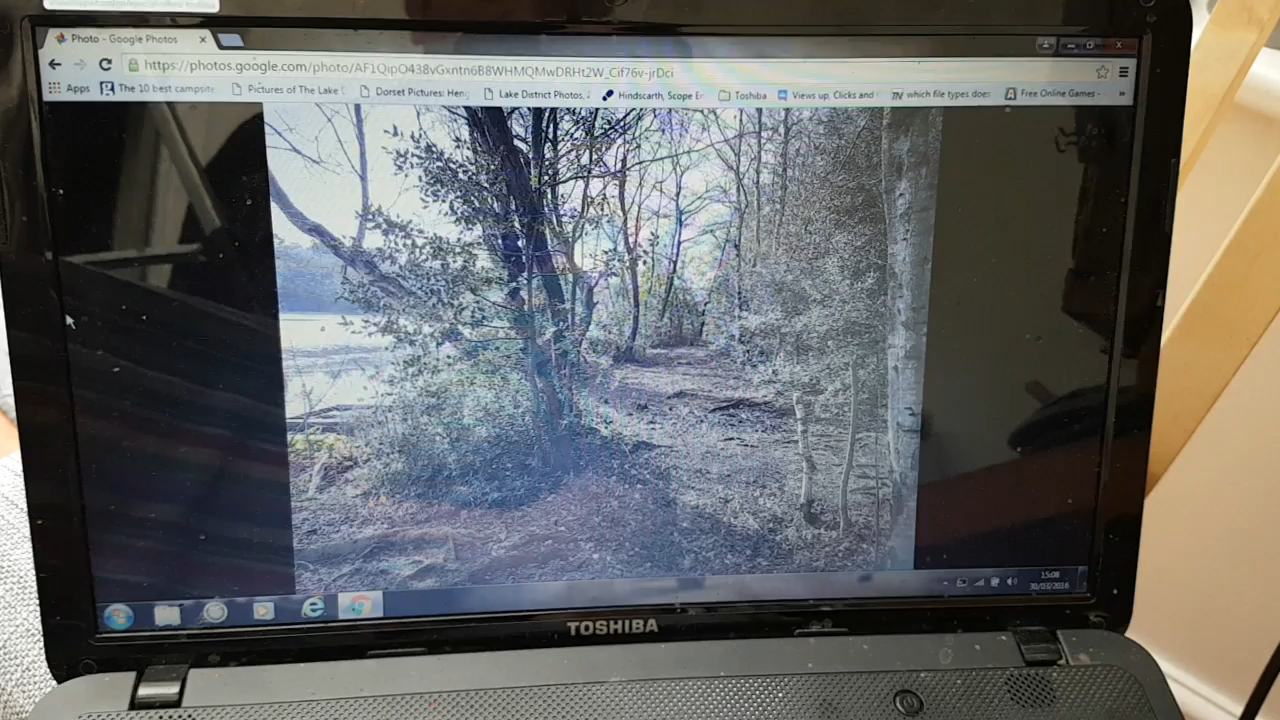 Photo - Google Photos
https://photos.google.com/photo/AF1QipO438vGxntn6B8WHMQMwDRHt2W_Cif76v-jrDci
Apps The 10 best campsite Pictures of The Lake Dorset Pictures: Hen Lake District Photos, Hindscarth, Scope E Toshiba Views up, Clicks and which file types does Free Online Games -
15:08
30/03/2016
TOSHIBA